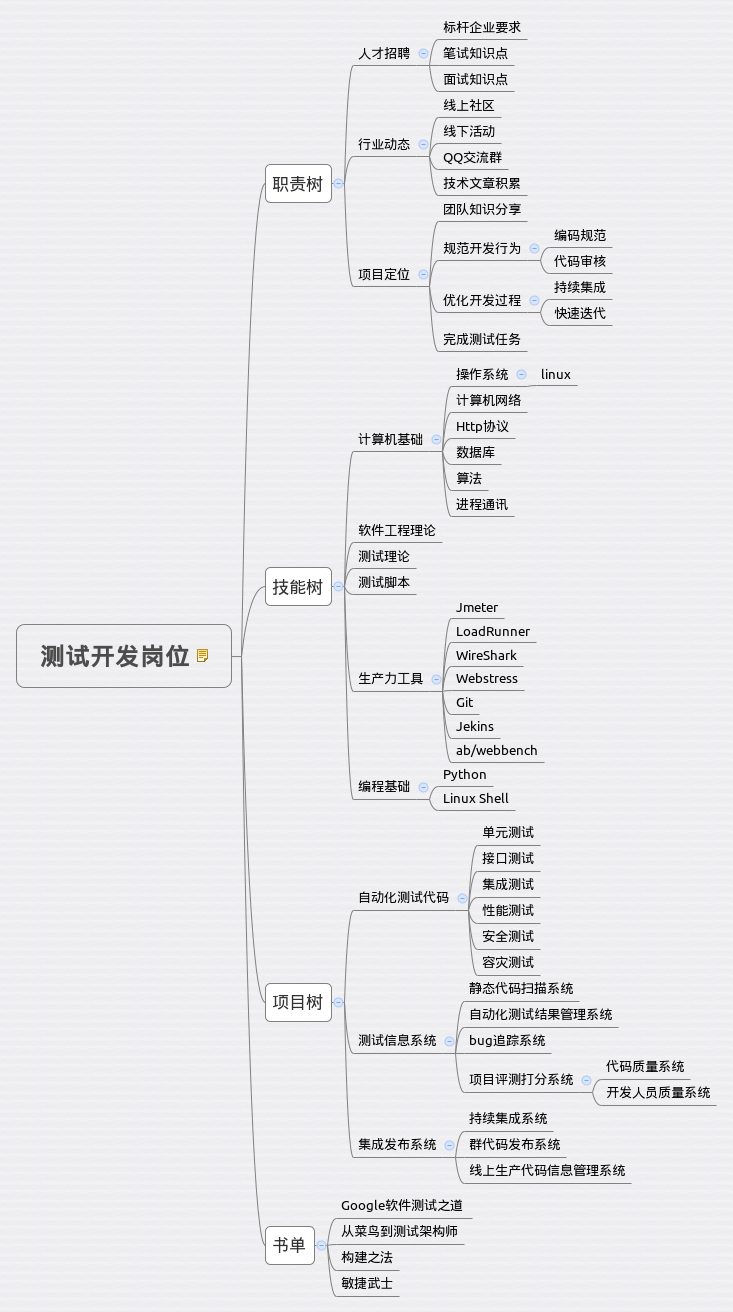 测试开发岗位
职责树
人才招聘
标杆企业要求
笔试知识点
面试知识点
行业动态
线上社区
线下活动
QQ交流群
技术文章积累
项目定位
团队知识分享
规范开发行为
编码规范
代码审核
优化开发过程
持续集成
快速迭代
完成测试任务
技能树
计算机基础
操作系统
linux
计算机网络
Http协议
数据库
算法
进程通讯
软件工程理论
测试理论
测试脚本
生产力工具
Jmeter
LoadRunner
WireShark
Webstress
Git
Jekins
ab/webbench
编程基础
Python
Linux Shell
项目树
自动化测试代码
单元测试
接口测试
集成测试
性能测试
安全测试
容灾测试
测试信息系统
静态代码扫描系统
自动化测试结果管理系统
bug追踪系统
项目评测打分系统
代码质量系统
开发人员质量系统
集成发布系统
持续集成系统
群代码发布系统
线上生产代码信息管理系统
书单
Google软件测试之道
从菜鸟到测试架构师
构建之法
敏捷武士